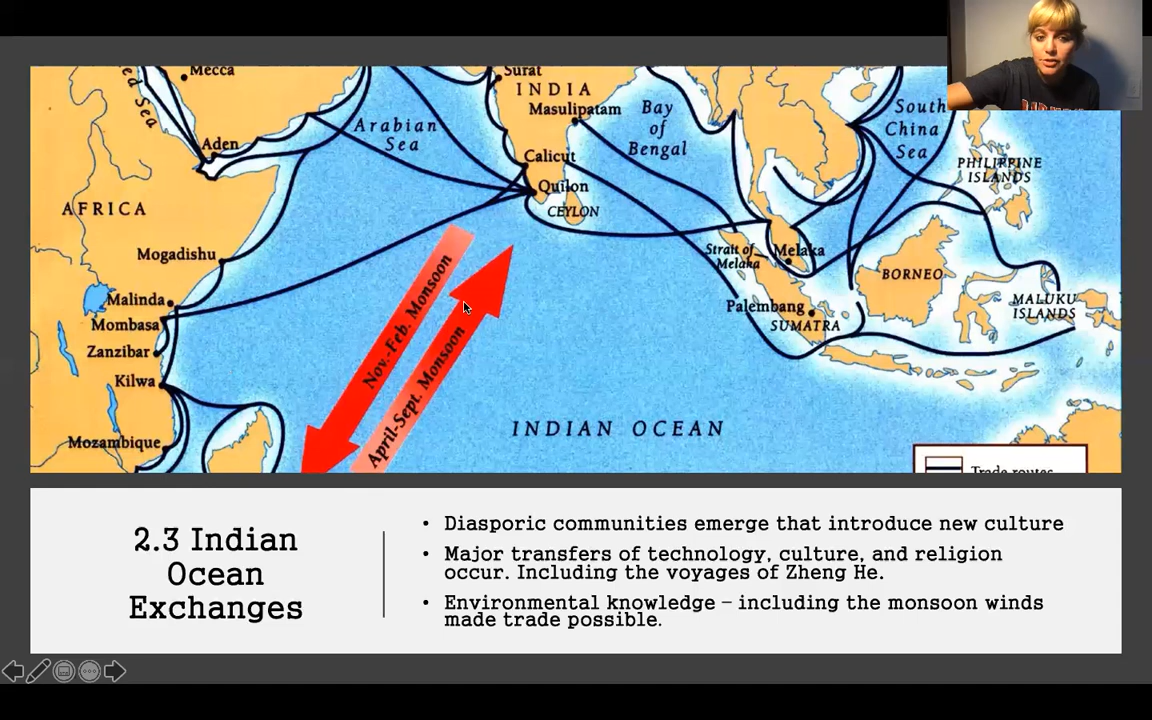 Mecca
Red Sea
Aden
Arabian
Sea
Surat
INDIA
Masulipatam
Bay
of
Bengal
Calicut
Quilon
CEYLON
South
China
Sea
PHILIPPINE
ISLANDS
AFRICA
Mogadishu
Malinda
Mombasa
Zanzibar
Kilwa
Mozambique
Nov.-Feb. Monsoon
April-Sept. Monsoon
Strait of
Melaka
Melaka
BORNEO
Palembang
SUMATRA
MALUKU
ISLANDS
INDIAN OCEAN
Trade routes
2.3 Indian
Ocean
Exchanges
• Diasporic communities emerge that introduce new culture
• Major transfers of technology, culture, and religion
occur. Including the voyages of Zheng He.
• Environmental knowledge – including the monsoon winds
made trade possible.